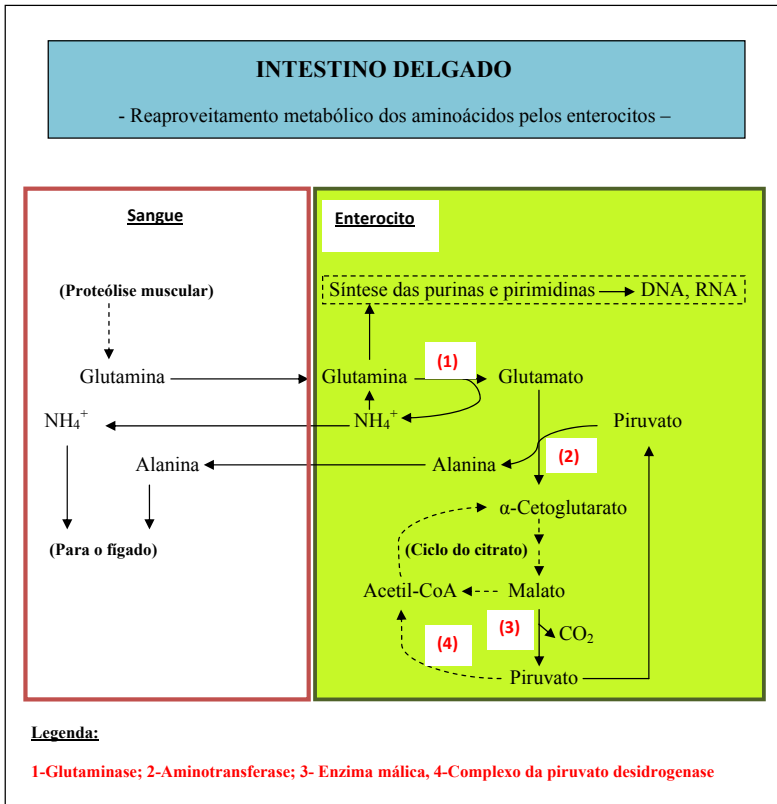 INTESTINO DELGADO
- Reaproveitamento metabólico dos aminoácidos pelos enterocitos –
Sangue
Enterocito
(Proteólise muscular)
Síntese das purinas e pirimidinas DNA, RNA
(1)
Glutamina
Glutamina
Glutamato
NH₄⁺
NH₄⁺
Piruvato
Alanina
Alanina
(2)
α-Cetoglutarato
(Para o fígado)
(Ciclo do citrato)
Acetil-CoA
Malato
(3)
CO₂
(4)
Piruvato
Legenda:
1-Glutaminase; 2-Aminotransferase; 3- Enzima málica, 4-Complexo da piruvato desidrogenase